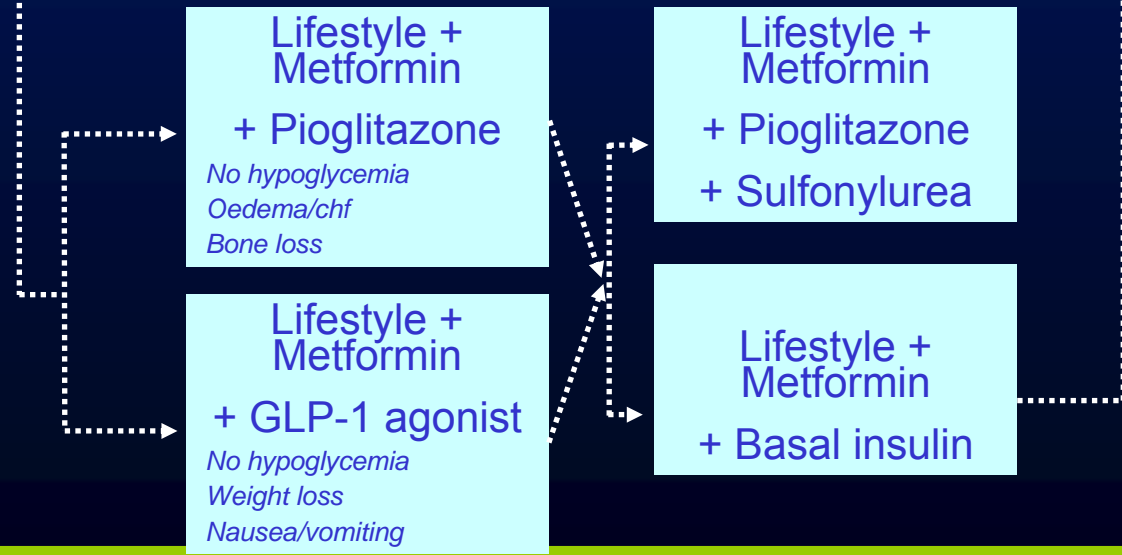 Lifestyle +
Metformin
+ Pioglitazone
No hypoglycemia
Oedema/chf
Bone loss
Lifestyle +
Metformin
+ GLP-1 agonist
No hypoglycemia
Weight loss
Nausea/vomiting
Lifestyle +
Metformin
+ Pioglitazone
+ Sulfonylurea
Lifestyle +
Metformin
+ Basal insulin